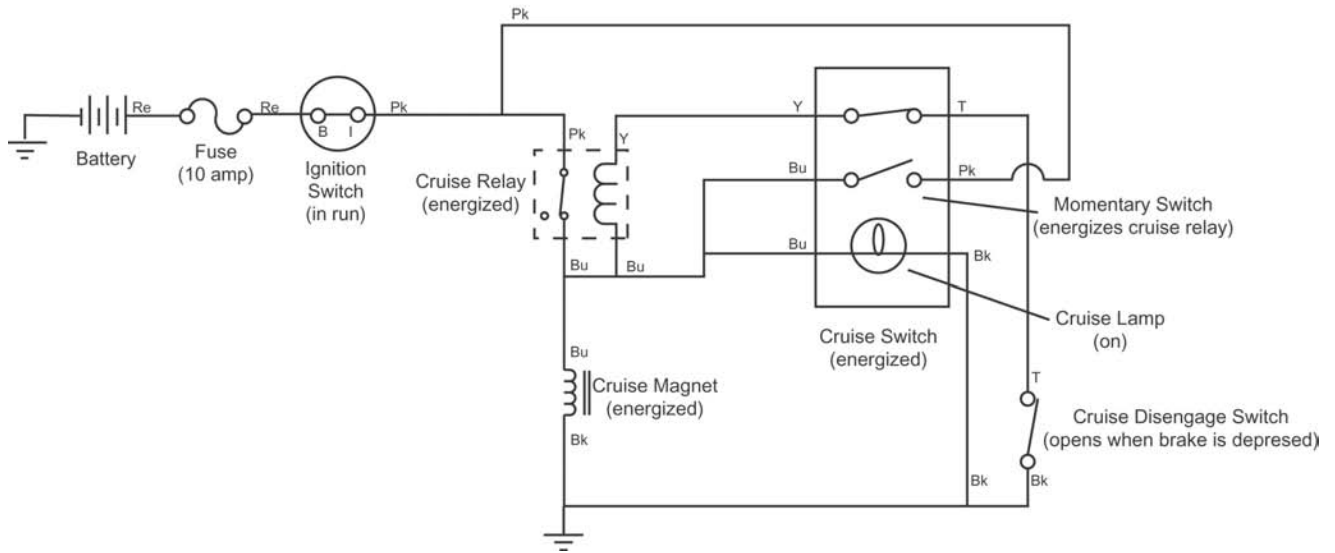 Pk
Re
Re
B
I
Pk
Battery
Fuse
(10 amp)
Ignition
Switch
(in run)
Pk
Y
Cruise Relay
(energized)
Bu
Bu
Y
T
Bu
Pk
Momentary Switch
(energizes cruise relay)
Bu
Bk
Cruise Lamp
(on)
Cruise Switch
(energized)
Bu
Cruise Magnet
(energized)
Bk
T
Cruise Disengage Switch
(opens when brake is depresed)
Bk
Bk